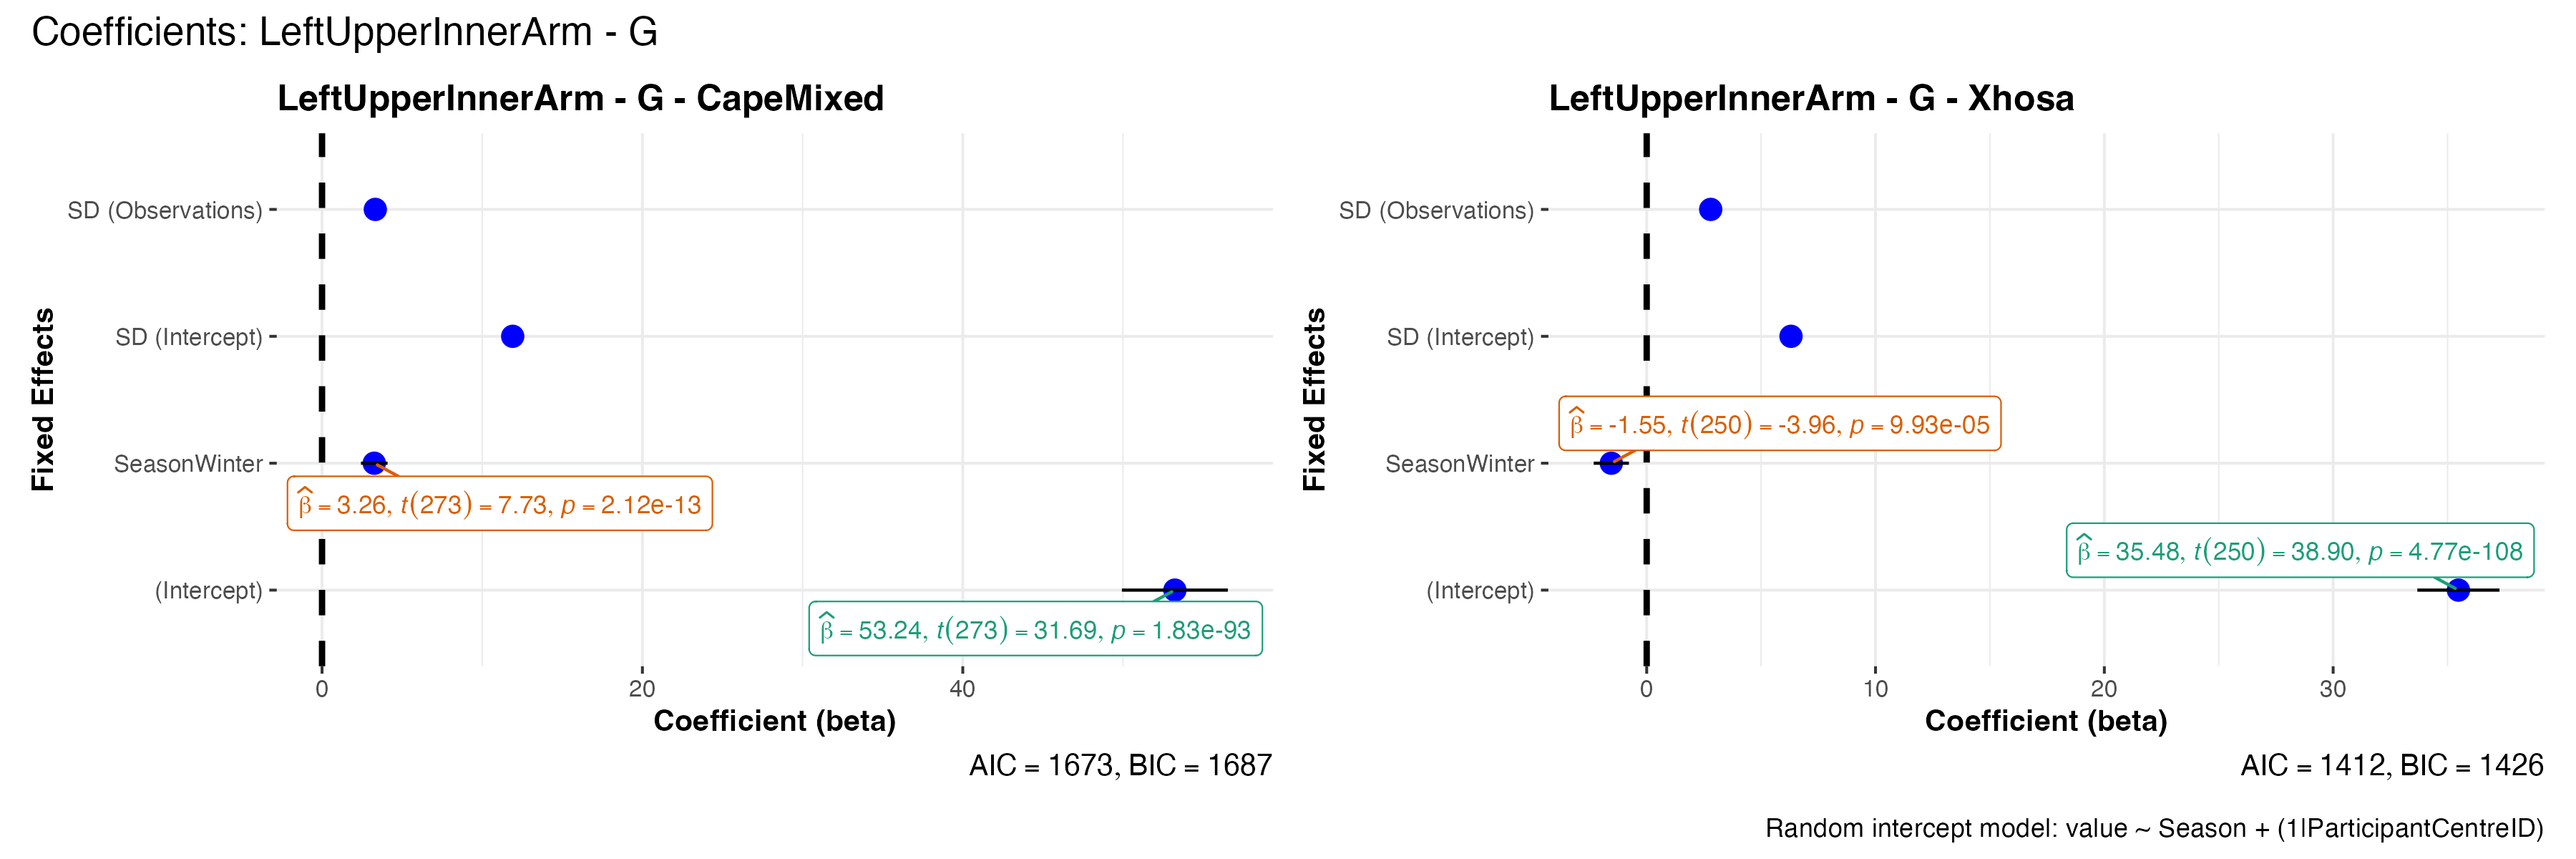 Coefficients: LeftUpperInnerArm - G
LeftUpperInnerArm - G - CapeMixed
Fixed Effects
SD (Observations)
SD (Intercept)
SeasonWinter
(Intercept)
β̂ = 3.26, t(273) = 7.73, p = 2.12e-13
β̂ = 53.24, t(273) = 31.69, p = 1.83e-93
0 20 40
Coefficient (beta)
AIC = 1673, BIC = 1687
LeftUpperInnerArm - G - Xhosa
Fixed Effects
SD (Observations)
SD (Intercept)
SeasonWinter
(Intercept)
β̂ = -1.55, t(250) = -3.96, p = 9.93e-05
β̂ = 35.48, t(250) = 38.90, p = 4.77e-108
0 10 20 30
Coefficient (beta)
AIC = 1412, BIC = 1426
Random intercept model: value ~ Season + (1|ParticipantCentreID)